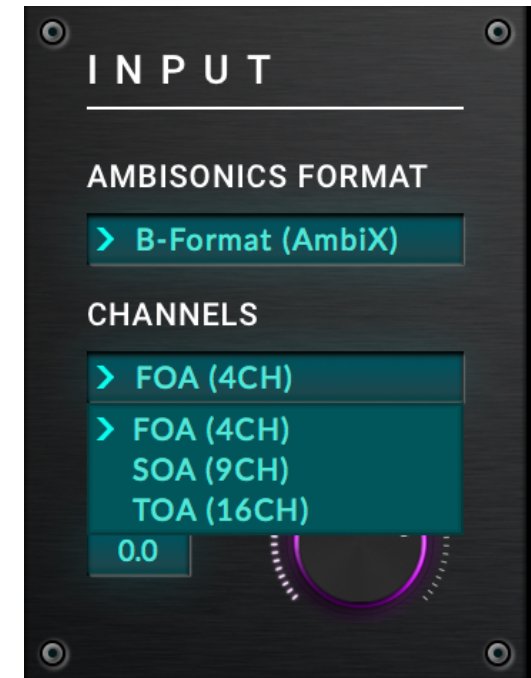 INPUT
AMBISONICS FORMAT
B-Format (AmbiX)
CHANNELS
FOA (4CH)
FOA (4CH)
SOA (9CH)
TOA (16CH)
0.0